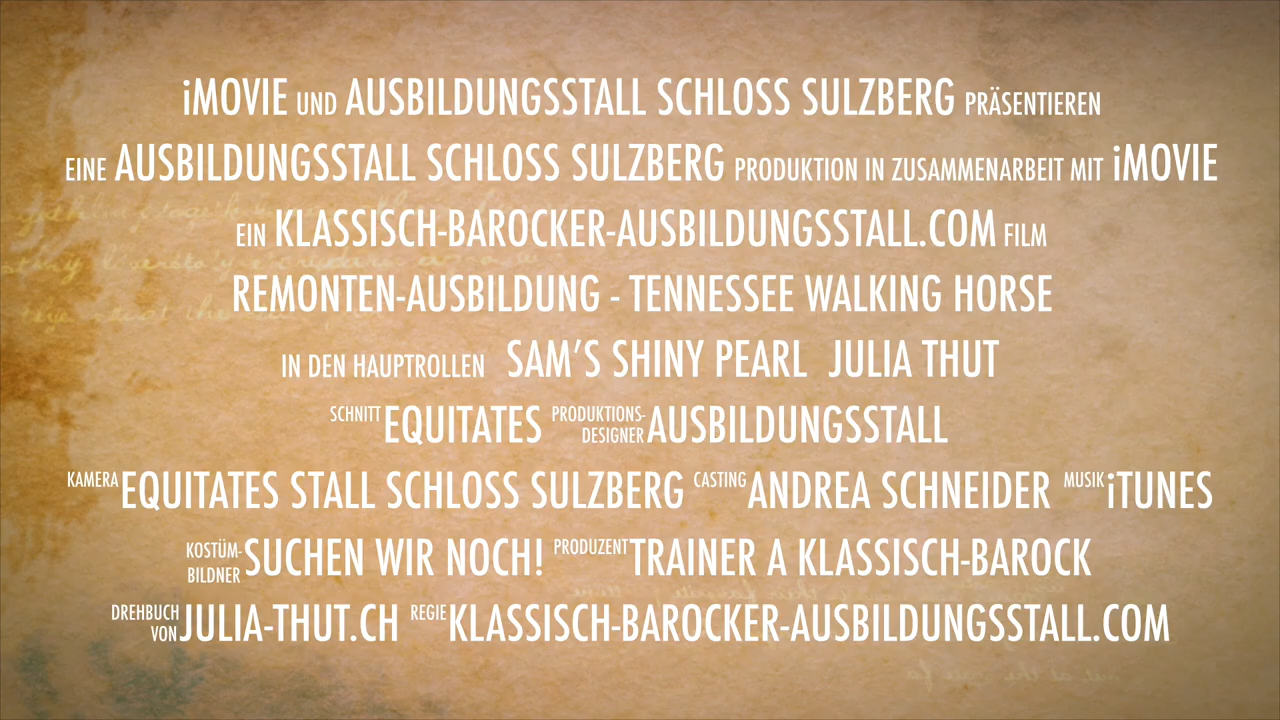 iMOVIE UND AUSBILDUNGSSTALL SCHLOSS SULZBERG PRÄSENTIEREN
EINE AUSBILDUNGSSTALL SCHLOSS SULZBERG PRODUKTION IN ZUSAMMENARBEIT MIT iMOVIE
EIN KLASSISCH-BAROCKER-AUSBILDUNGSSTALL.COM FILM
REMONTEN-AUSBILDUNG - TENNESSEE WALKING HORSE
IN DEN HAUPTROLLEN SAM'S SHINY PEARL JULIA THUT
SCHNITT EQUITATES PRODUKTIONS-DESIGNER AUSBILDUNGSSTALL
KAMERA EQUITATES STALL SCHLOSS SULZBERG CASTING ANDREA SCHNEIDER MUSIK iTUNES
KOSTÜM-BILDNER SUCHEN WIR NOCH! PRODUZENT TRAINER A KLASSISCH-BAROCK
DREHBUCH VON JULIA-THUT.CH REGIE KLASSISCH-BAROCKER-AUSBILDUNGSSTALL.COM